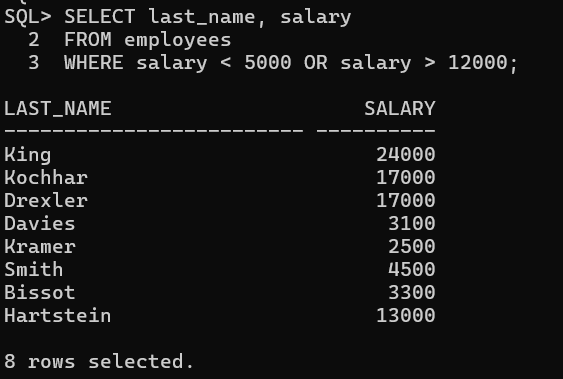 SQL> SELECT last_name, salary
  2  FROM employees
  3  WHERE salary < 5000 OR salary > 12000;

LAST_NAME                     SALARY
------------------------- ----------
King                           24000
Kochhar                        17000
Drexler                        17000
Davies                          3100
Kramer                          2500
Smith                           4500
Bissot                          3300
Hartstein                      13000

8 rows selected.